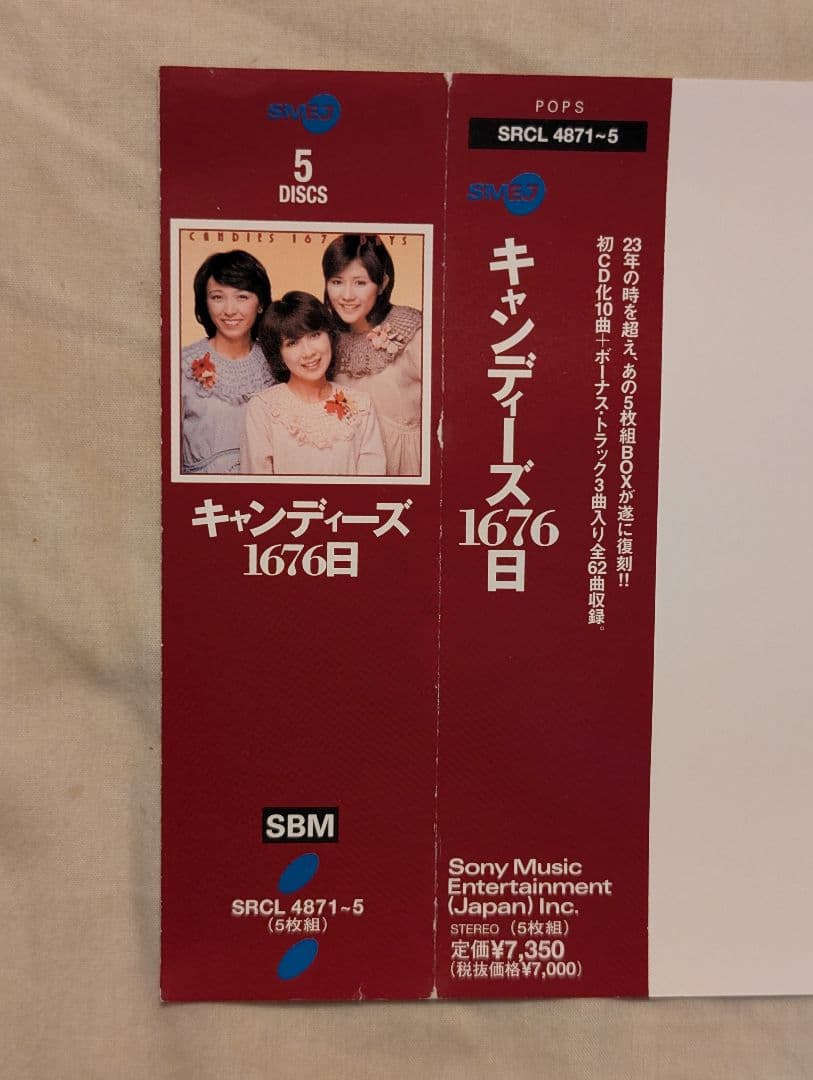 SMEJ
5
DISCS
CANDIES 167 DAYS
キャンディーズ
1676日
SBM
SRCL 4871~5
(5枚組)
POPS
SRCL 4871~5
SMEJ
キャンディーズ
1676
日
23年の時を超え、あの5枚組BOXが遂に復刻!!
初CD化10曲+ボーナス・トラック3曲入り全62曲収録。
Sony Music
Entertainment
(Japan) Inc.
STEREO (5枚組)
定価¥7,350
(税抜価格¥7,000)